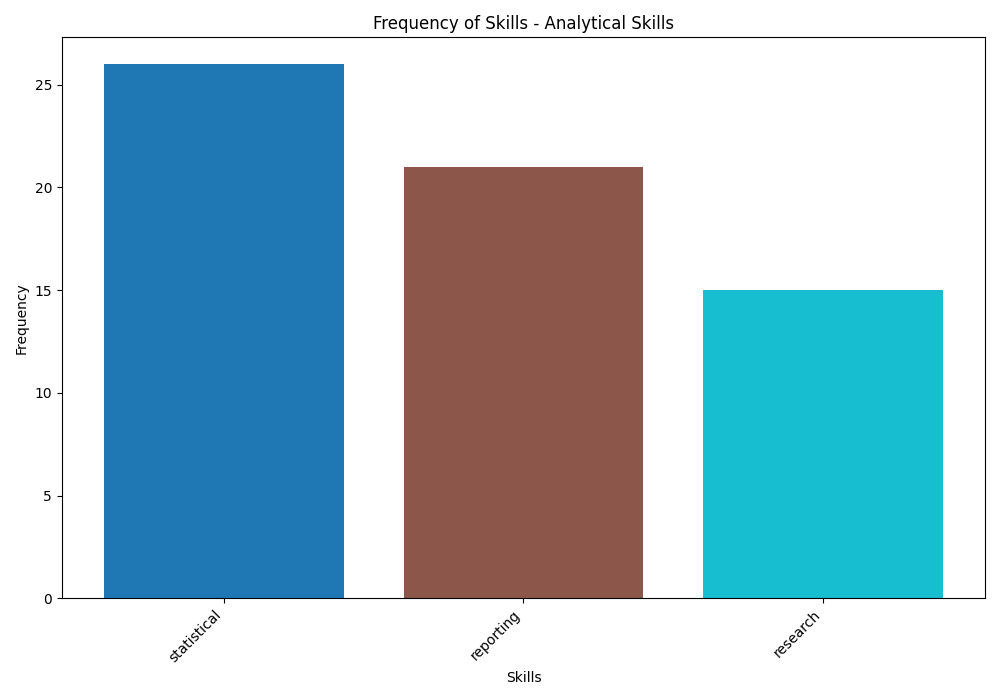 Frequency of Skills - Analytical Skills
Frequency
25
20
15
10
5
0
statistical
reporting
research
Skills